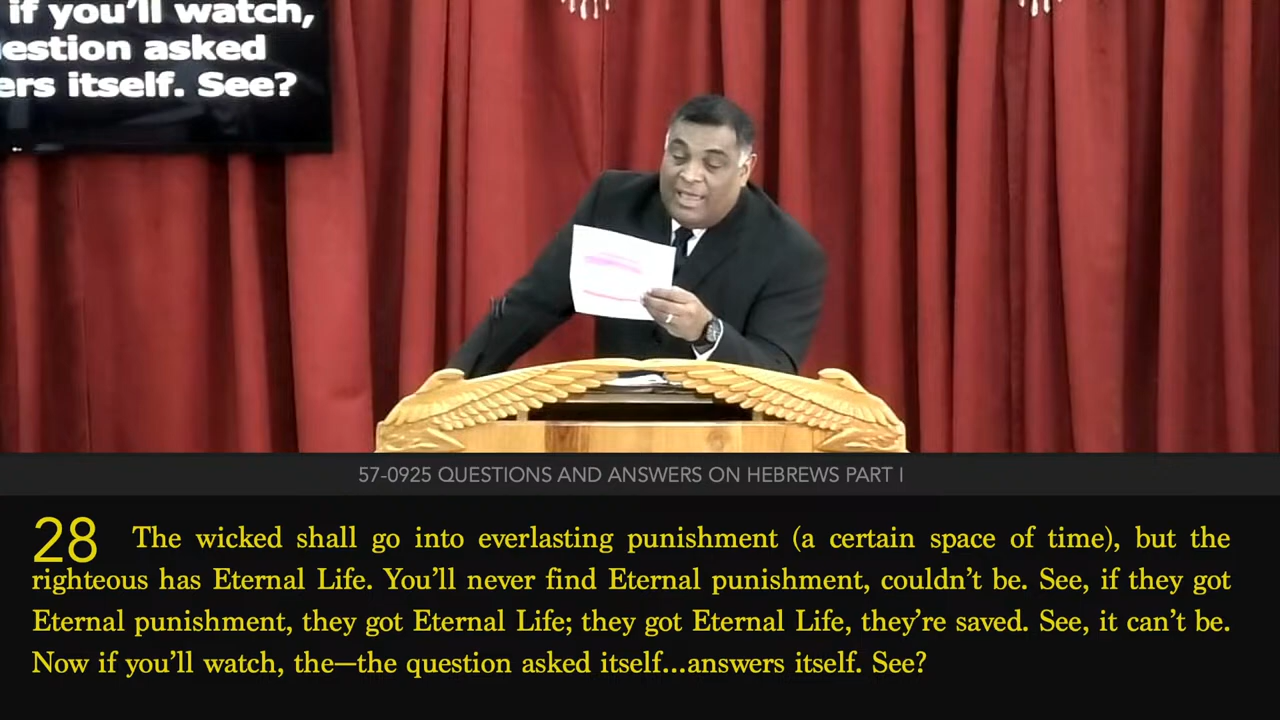 if you'll watch,
estion asked
ers itself. See?
57-0925 QUESTIONS AND ANSWERS ON HEBREWS PART I
28 The wicked shall go into everlasting punishment (a certain space of time), but the
righteous has Eternal Life. You'll never find Eternal punishment, couldn't be. See, if they got
Eternal punishment, they got Eternal Life; they got Eternal Life, they're saved. See, it can't be.
Now if you'll watch, the—the question asked itself...answers itself. See?